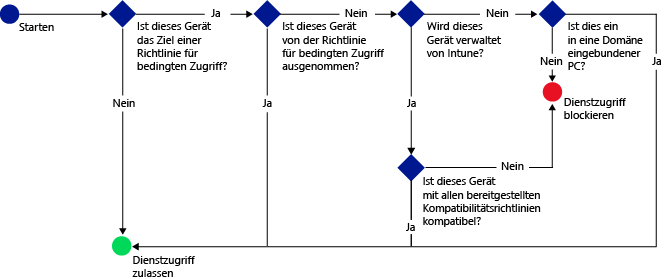 Starten
Ist dieses Gerät
das Ziel einer
Richtlinie für
bedingten Zugriff?
Ja
Ist dieses Gerät
von der Richtlinie
für bedingten Zugriff
ausgenommen?
Nein
Wird dieses
Gerät verwaltet
von Intune?
Nein
Ist dies ein
in eine Domäne
eingebundener
PC?
Nein
Ja
Nein
Ja
Ja
Dienstzugriff
blockieren
Nein
Ist dieses Gerät
mit allen bereitgestellten
Kompatibilitätsrichtlinien
kompatibel?
Ja
Dienstzugriff
zulassen